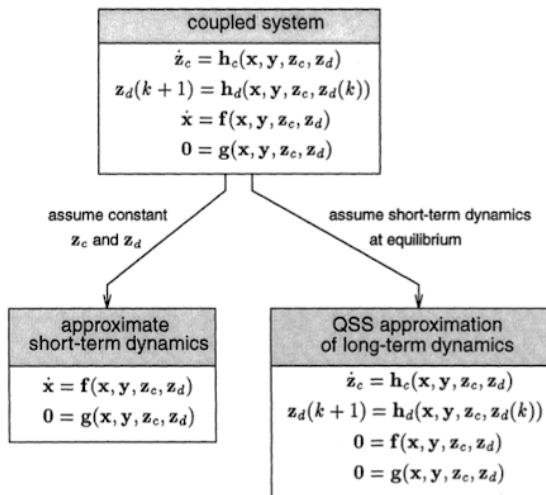 coupled system
ż_c = h_c(x, y, z_c, z_d)
z_d(k + 1) = h_d(x, y, z_c, z_d(k))
ẋ = f(x, y, z_c, z_d)
0 = g(x, y, z_c, z_d)
assume constant
z_c and z_d
assume short-term dynamics
at equilibrium
approximate
short-term dynamics
ẋ = f(x, y, z_c, z_d)
0 = g(x, y, z_c, z_d)
QSS approximation
of long-term dynamics
ż_c = h_c(x, y, z_c, z_d)
z_d(k + 1) = h_d(x, y, z_c, z_d(k))
0 = f(x, y, z_c, z_d)
0 = g(x, y, z_c, z_d)